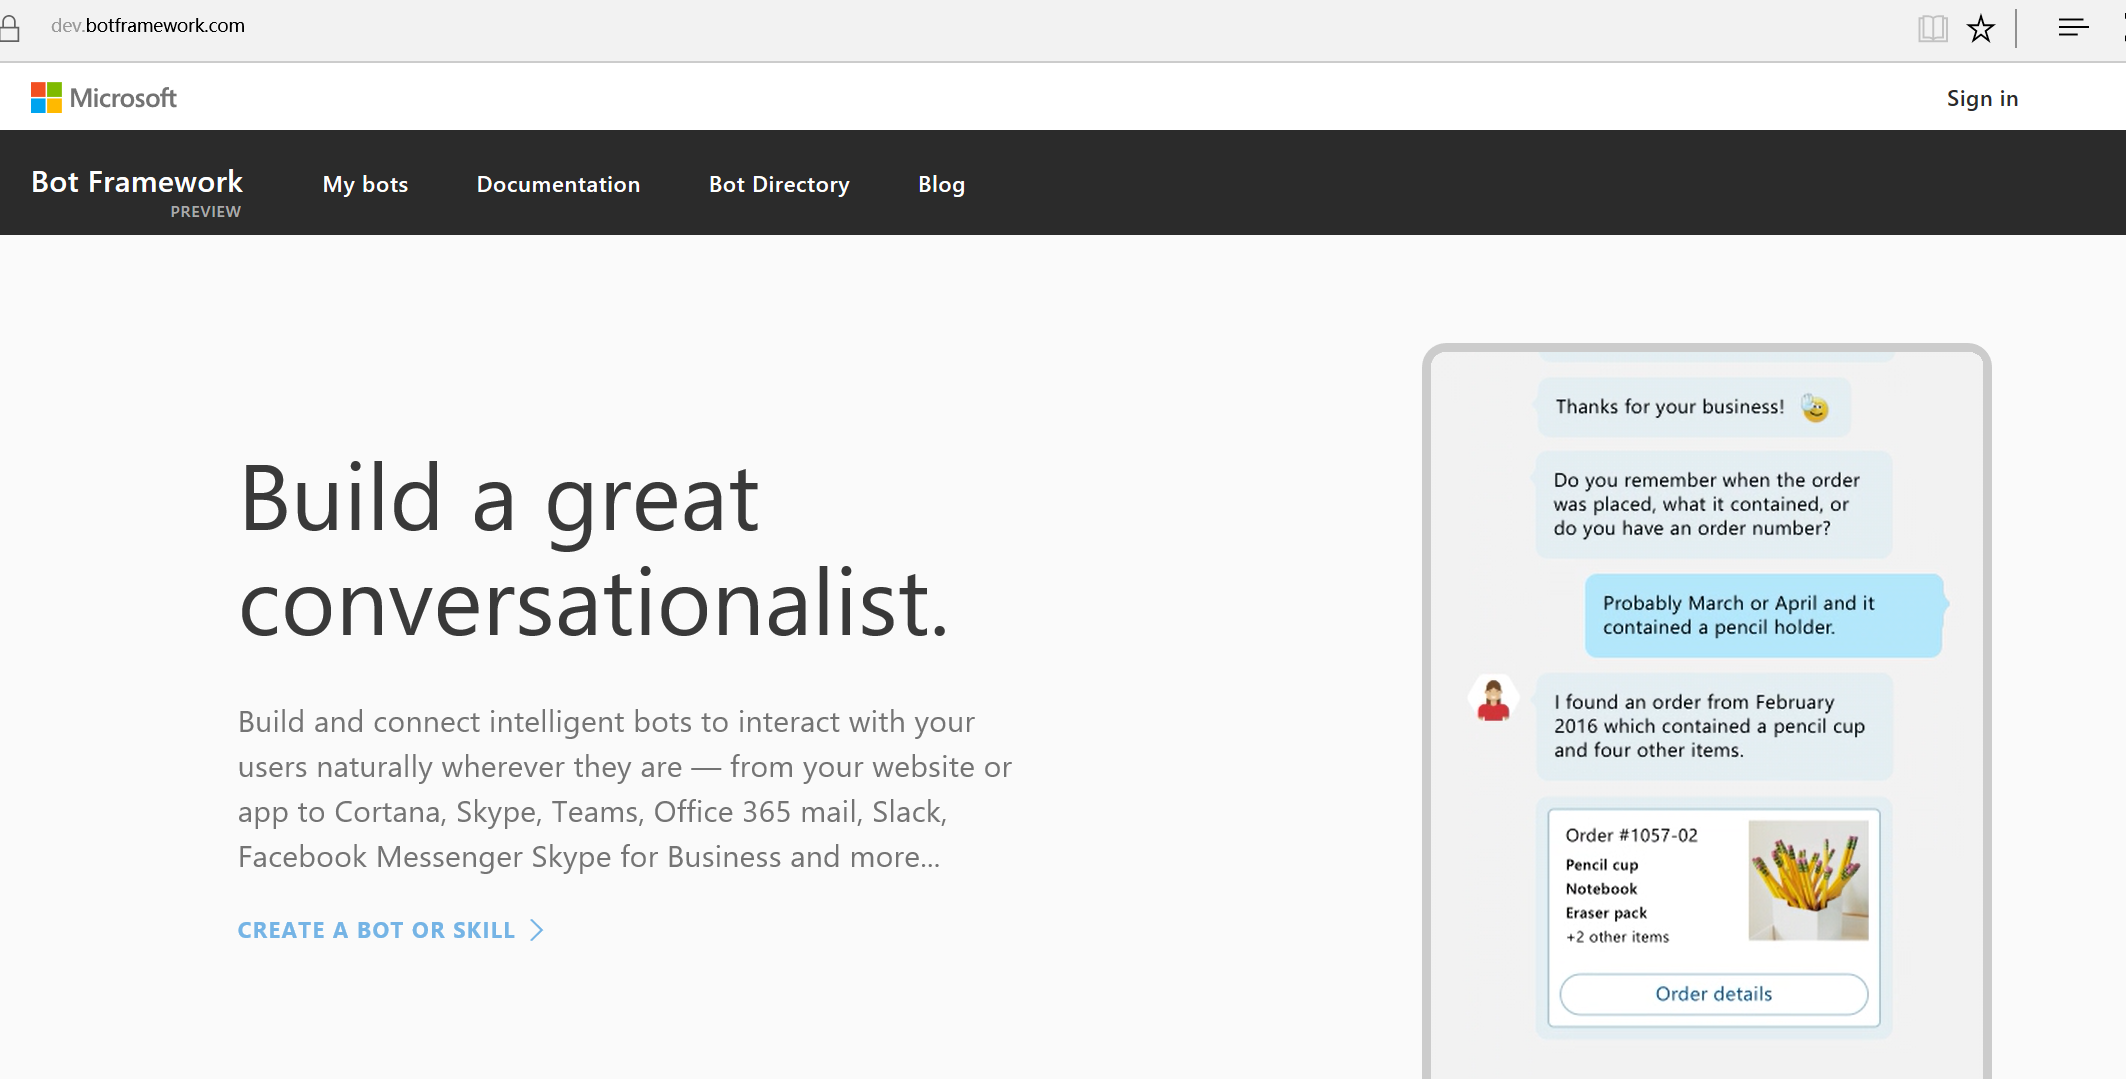 dev.botframework.com
Microsoft
Sign in
Bot Framework
PREVIEW
My bots
Documentation
Bot Directory
Blog
Build a great
conversationalist.
Build and connect intelligent bots to interact with your
users naturally wherever they are — from your website or
app to Cortana, Skype, Teams, Office 365 mail, Slack,
Facebook Messenger Skype for Business and more...
CREATE A BOT OR SKILL
Thanks for your business!
Do you remember when the order
was placed, what it contained, or
do you have an order number?
Probably March or April and it
contained a pencil holder.
I found an order from February
2016 which contained a pencil cup
and four other items.
Order #1057-02
Pencil cup
Notebook
Eraser pack
+2 other items
Order details